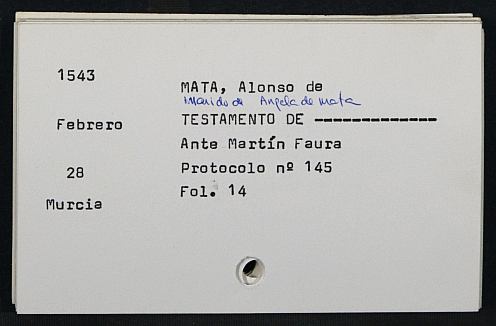 1543
MATA, Alonso de
marido de Angela de mata
Febrero
TESTAMENTO DE -------------
Ante Martín Faura
28
Protocolo nº 145
Fol. 14
Murcia